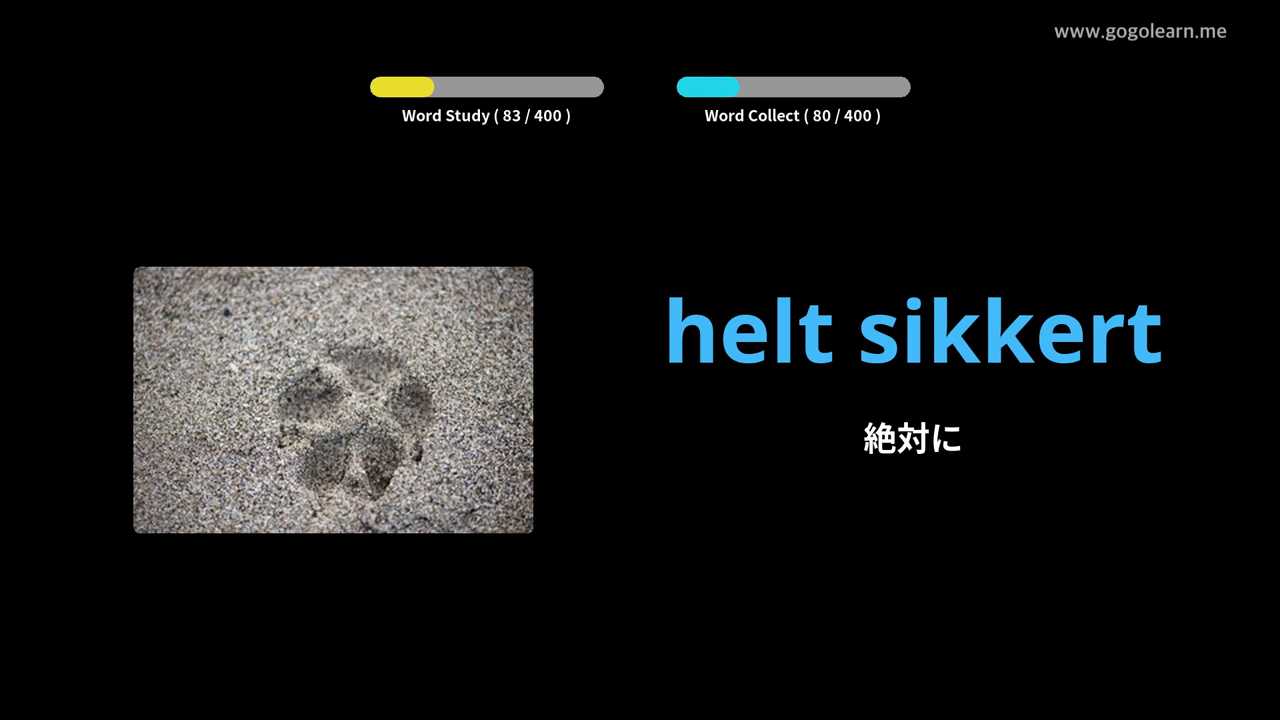 www.gogolearn.me
Word Study ( 83 / 400 )
Word Collect ( 80 / 400 )
helt sikkert
絶対に